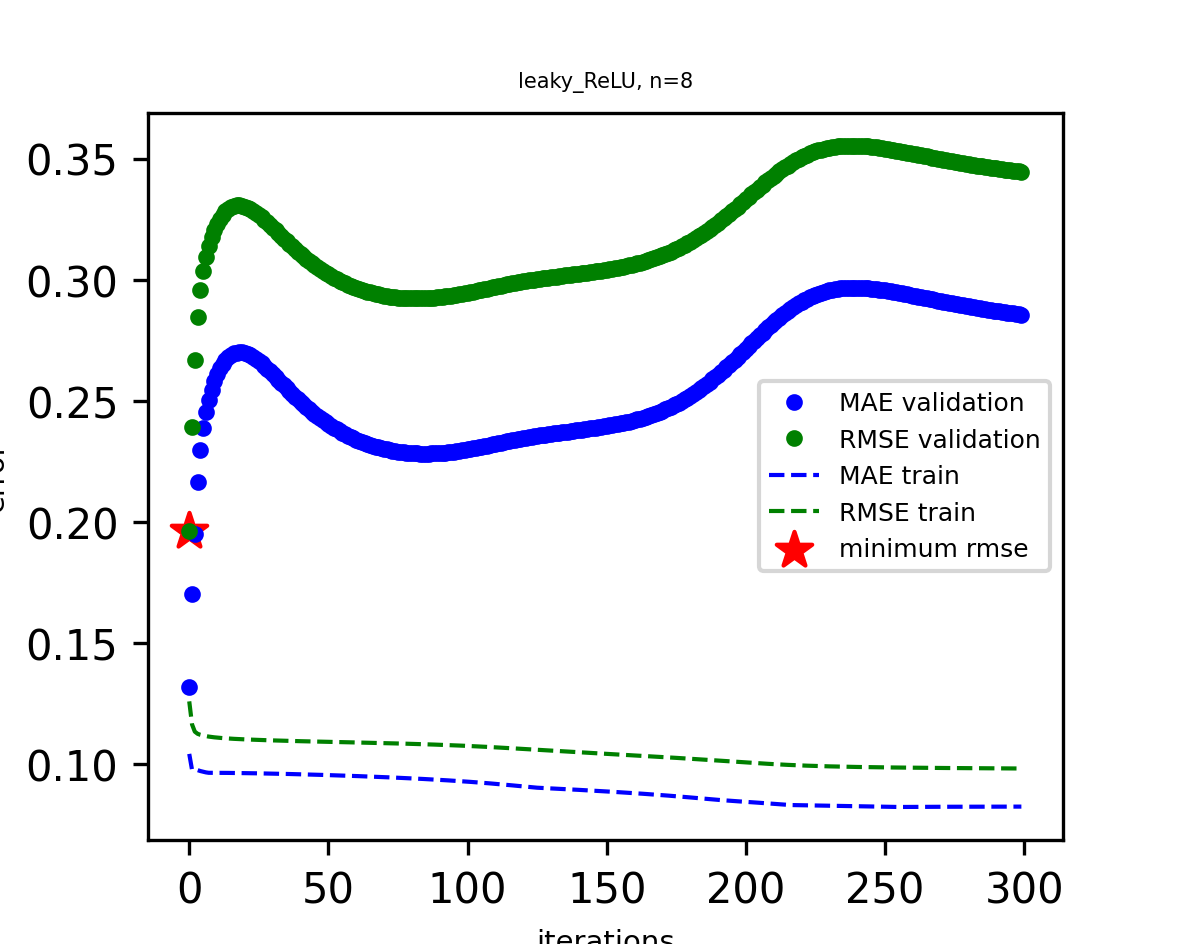 leaky_ReLU, n=8
0.35
0.30
0.25
0.20
0.15
0.10
MAE validation
RMSE validation
MAE train
RMSE train
minimum rmse
0 50 100 150 200 250 300
iterations